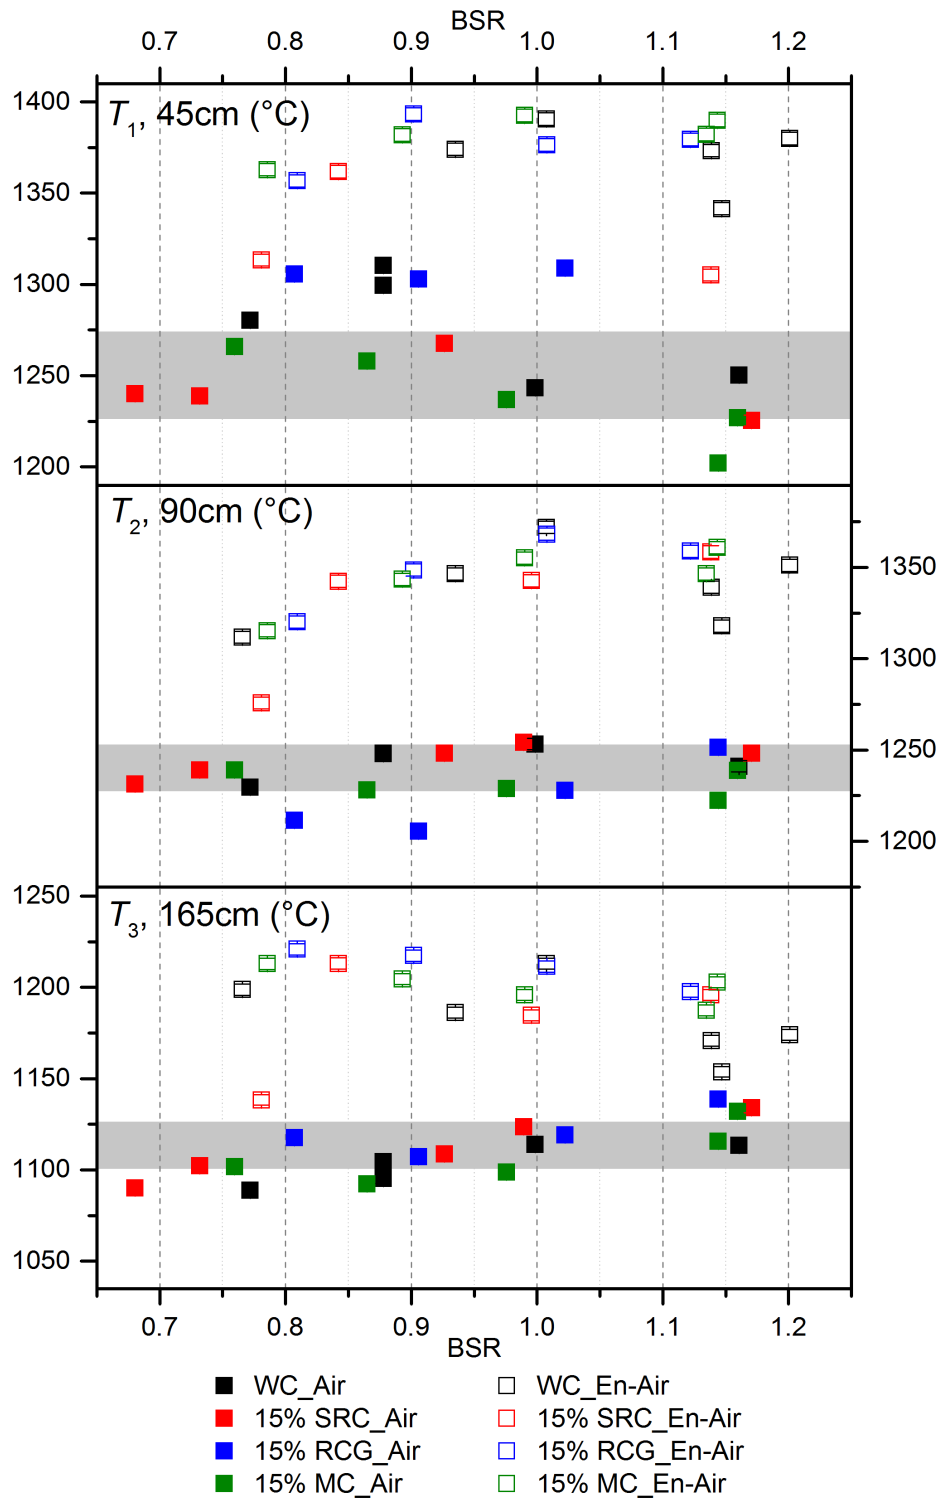 BSR
0.7 0.8 0.9 1.0 1.1 1.2
T1, 45cm (°C)
1400
1350
1300
1250
1200
T2, 90cm (°C)
1350
1300
1250
1200
T3, 165cm (°C)
1250
1200
1150
1100
1050
0.7 0.8 0.9 1.0 1.1 1.2
BSR
WC_Air WC_En-Air
15% SRC_Air 15% SRC_En-Air
15% RCG_Air 15% RCG_En-Air
15% MC_Air 15% MC_En-Air